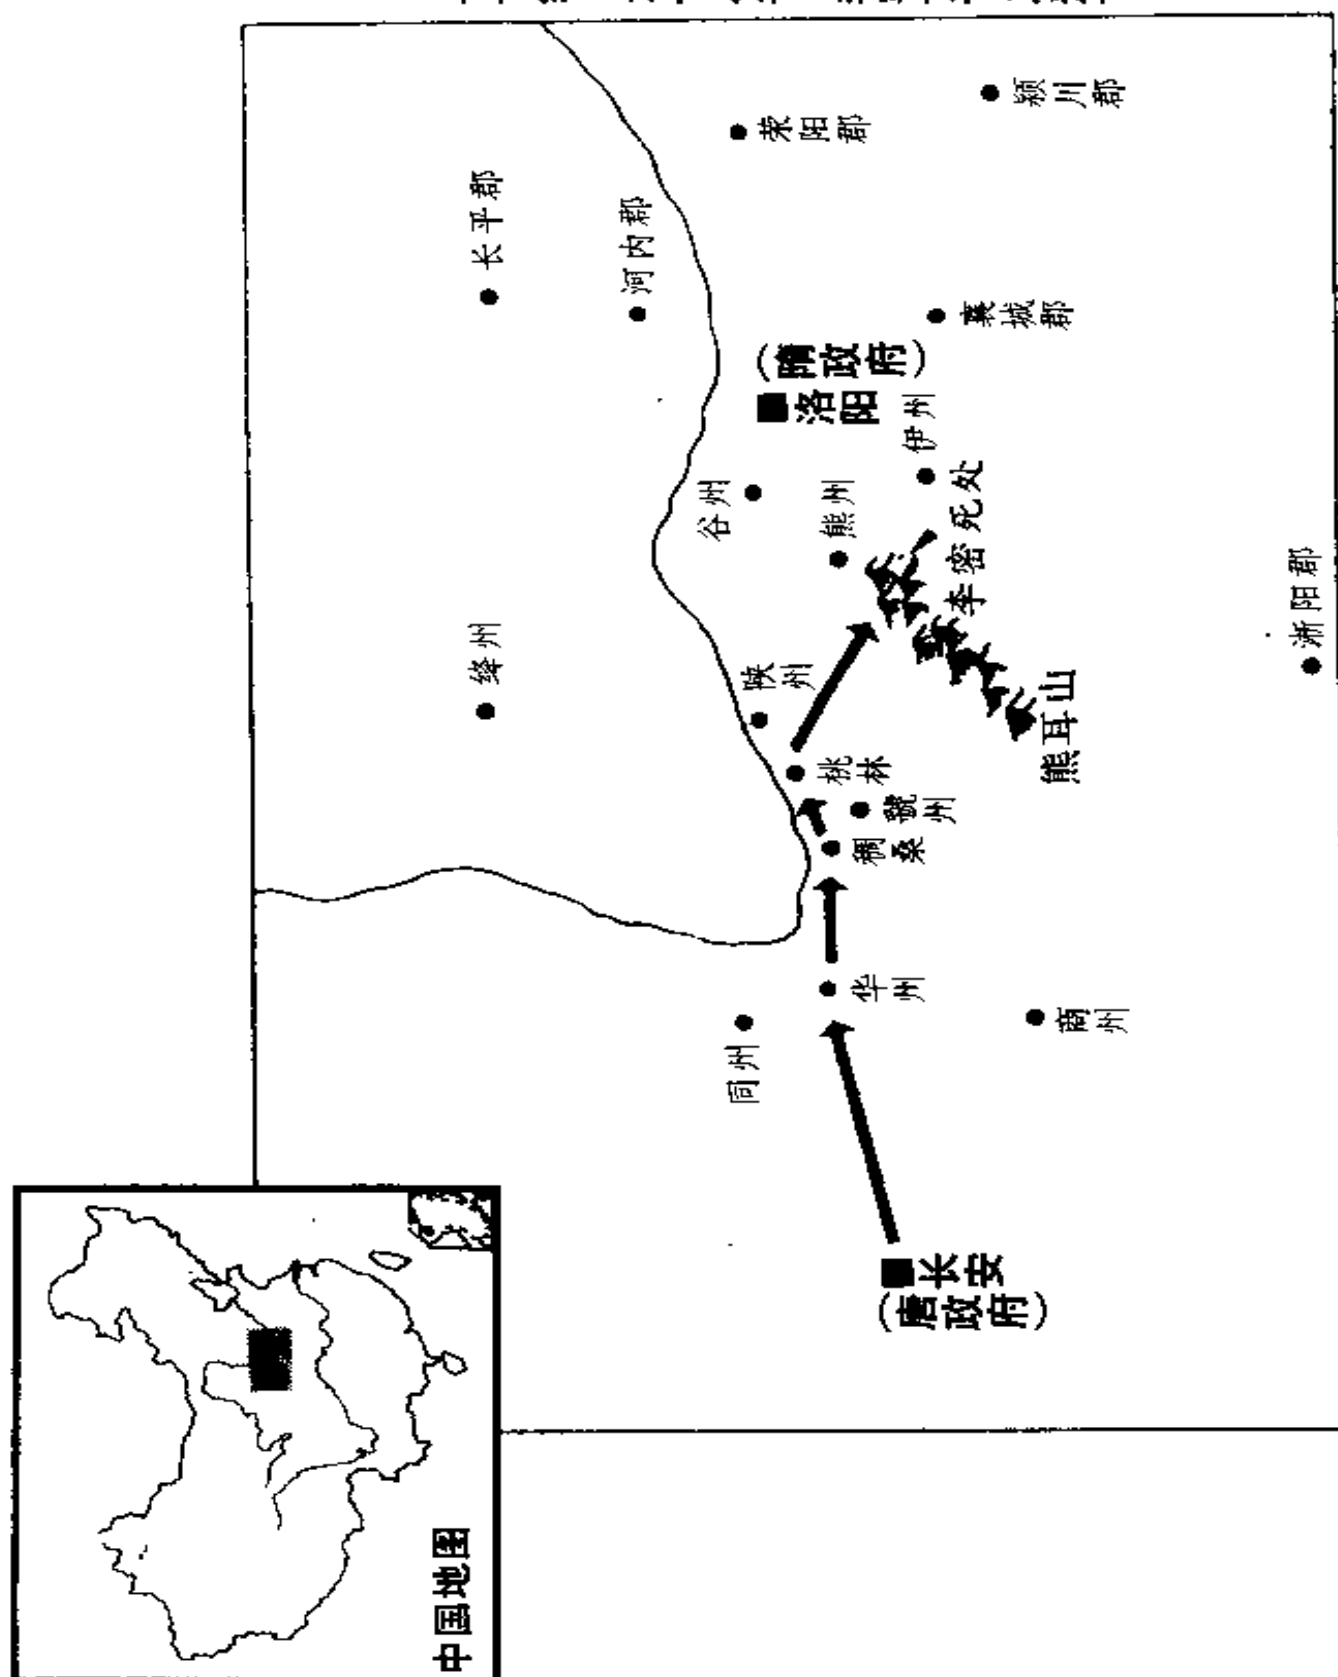 颍川郡
荥阳郡
长平郡
河内郡
襄城郡
洛阳
(隋政府)
伊州
谷州
熊州
李密死处
淅阳郡
绛州
陕州
熊耳山
桃林
虢州
稠桑
华州
同州
商州
长安
(唐政府)
中国地图